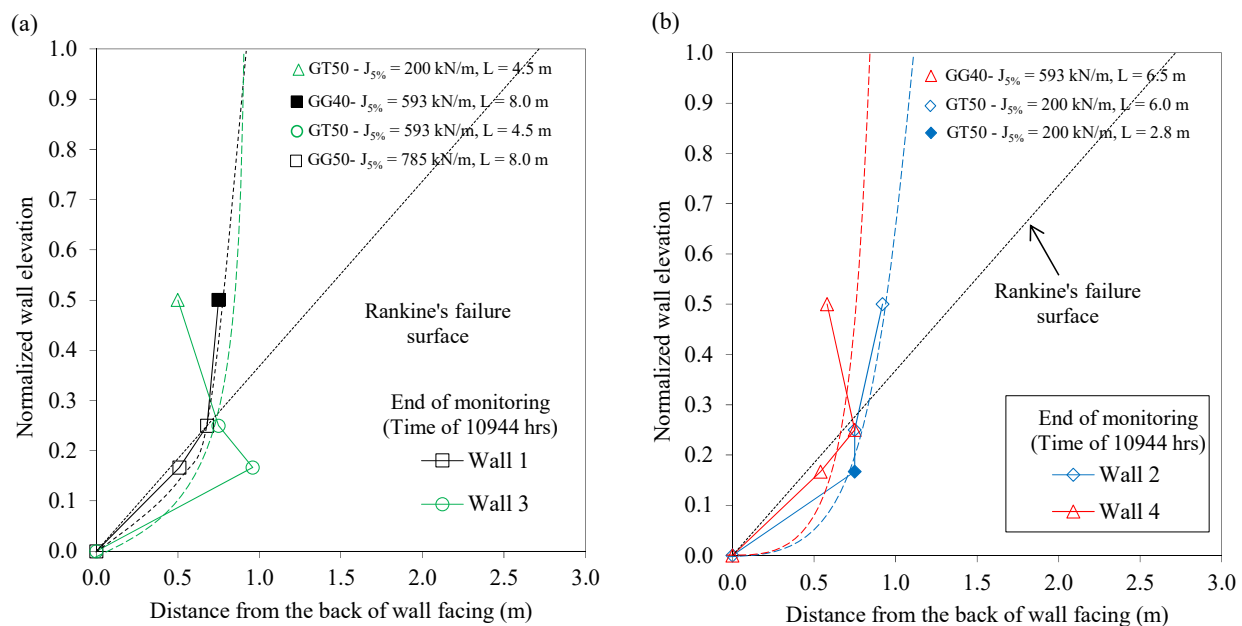 (a)
1.0
0.9
0.8
0.7
0.6
0.5
0.4
0.3
0.2
0.1
0.0
Normalized wall elevation
GT50 - J5% = 200 kN/m, L = 4.5 m
GG40- J5% = 593 kN/m, L = 8.0 m
GT50 - J5% = 593 kN/m, L = 4.5 m
GG50- J5% = 785 kN/m, L = 8.0 m
Rankine's failure
surface
End of monitoring
(Time of 10944 hrs)
Wall 1
Wall 3
0.0 0.5 1.0 1.5 2.0 2.5 3.0
Distance from the back of wall facing (m)
(b)
1.0
0.9
0.8
0.7
0.6
0.5
0.4
0.3
0.2
0.1
0.0
Normalized wall elevation
GG40- J5% = 593 kN/m, L = 6.5 m
GT50 - J5% = 200 kN/m, L = 6.0 m
GT50 - J5% = 200 kN/m, L = 2.8 m
Rankine's failure
surface
End of monitoring
(Time of 10944 hrs)
Wall 2
Wall 4
0.0 0.5 1.0 1.5 2.0 2.5 3.0
Distance from the back of wall facing (m)